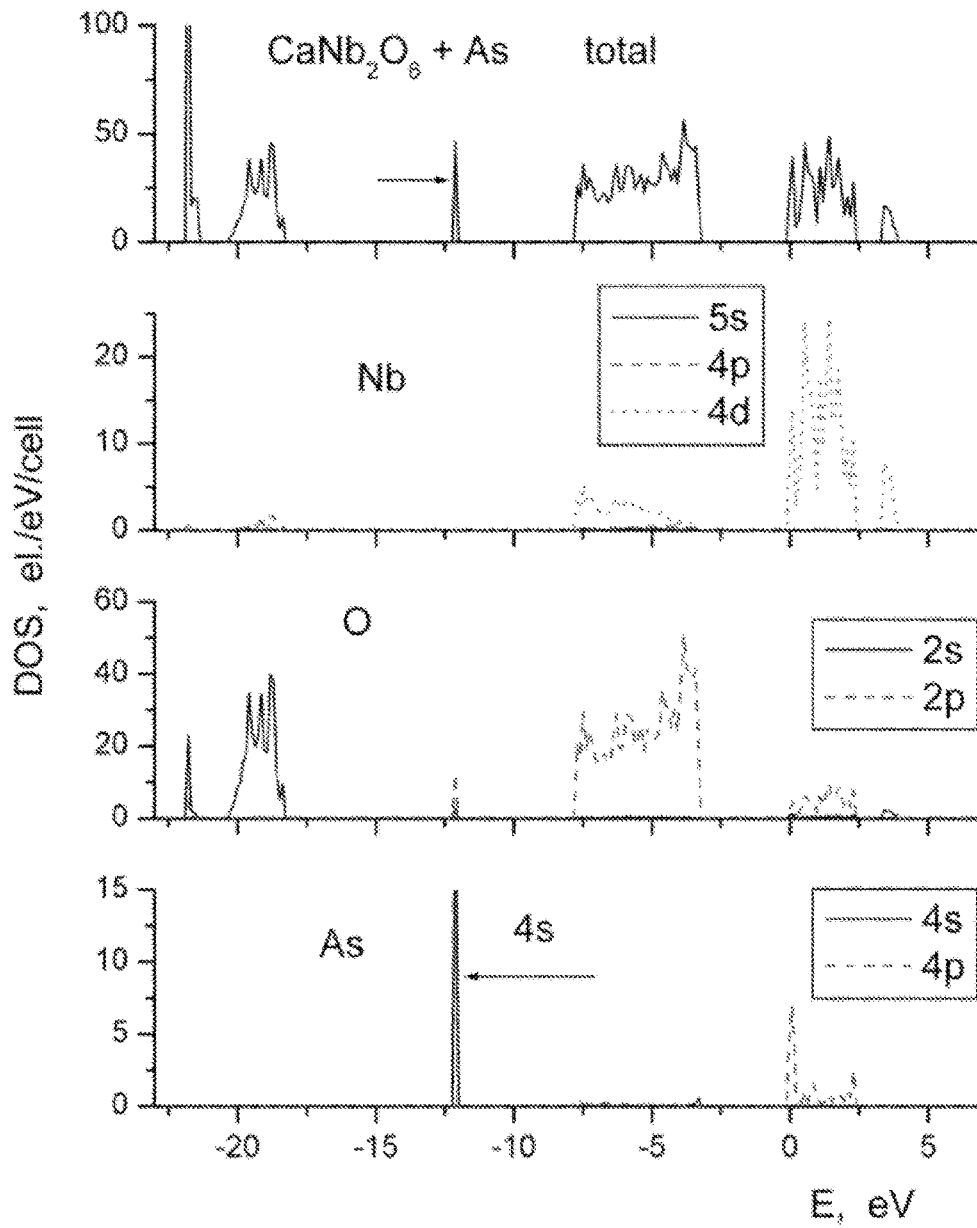 CaNb₂O₆ + As total
100
50
0
5s
4p
4d
Nb
20
10
0
DOS, el./eV/cell
O
60
40
20
0
2s
2p
As
4s
15
10
5
0
4s
4p
-20 -15 -10 -5 0 5
E, eV